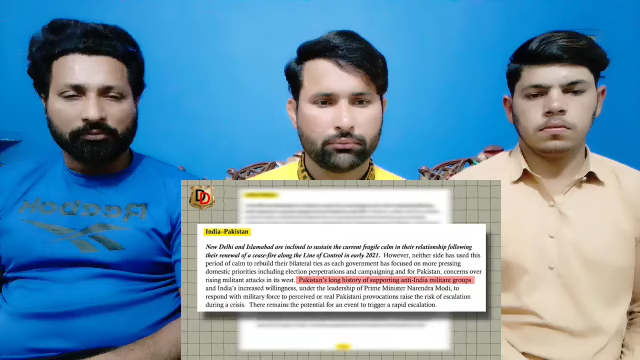 Reebok
DD
India-Pakistan
New Delhi and Islamabad are inclined to sustain the current fragile calm in their relationship following
their renewal of a cease-fire along the Line of Control in early 2021. However, neither side has used this
period of calm to rebuild their bilateral ties as each government has focused on more pressing
domestic priorities including election perpetrations and campaigning and for Pakistan, concerns over
rising militant attacks in its west. Pakistan's long history of supporting anti-India militant groups
and India's increased willingness, under the leadership of Prime Minister Narendra Modi, to
respond with military force to perceived or real Pakistani provocations raise the risk of escalation
during a crisis. There remains the potential for an event to trigger a rapid escalation.